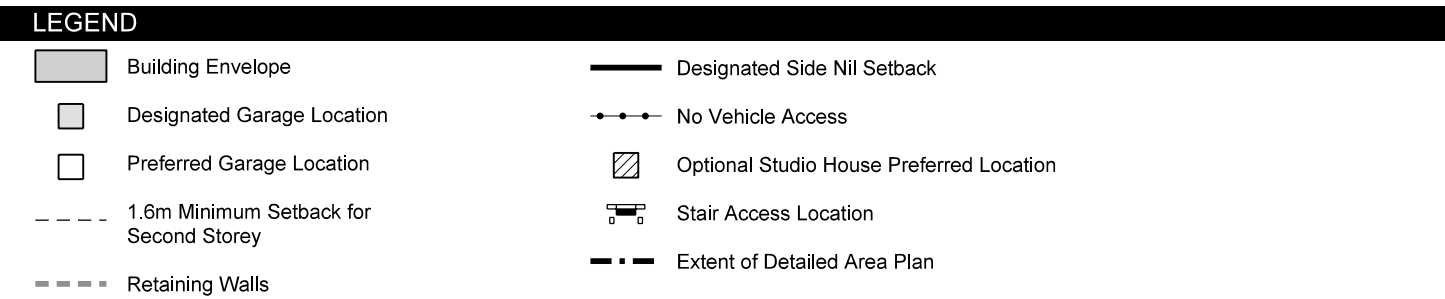 LEGEND
Building Envelope
Designated Garage Location
Preferred Garage Location
1.6m Minimum Setback for
Second Storey
Retaining Walls
Designated Side Nil Setback
No Vehicle Access
Optional Studio House Preferred Location
Stair Access Location
Extent of Detailed Area Plan